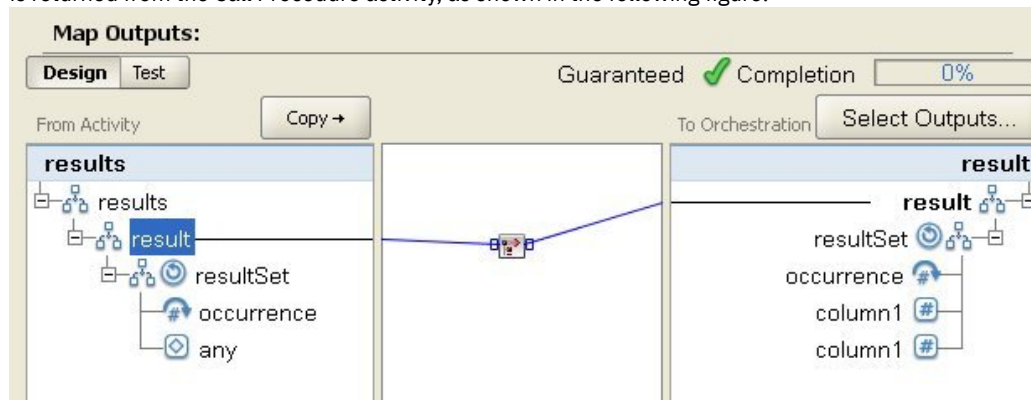 is returned from the Call Procedure activity, as shown in the following figure.
Map Outputs:
Design Test
Guaranteed Completion 0%
From Activity
Copy
To Orchestration
Select Outputs...
results
results
result
resultSet
occurrence
any
result
result
resultSet
occurrence
column1
column1